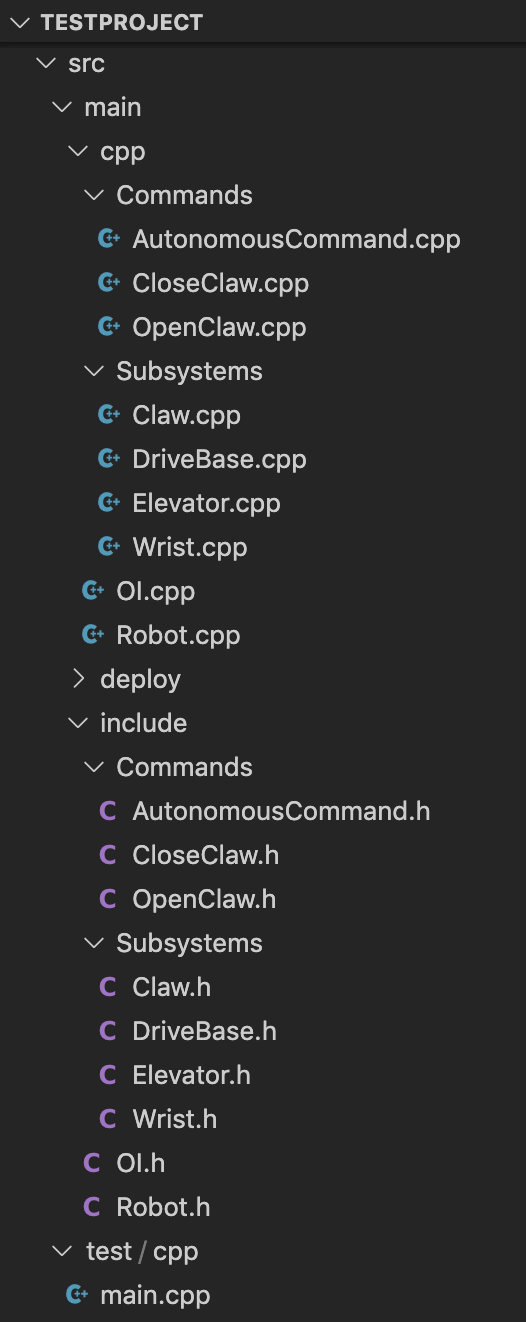 TESTPROJECT
src
main
cpp
Commands
AutonomousCommand.cpp
CloseClaw.cpp
OpenClaw.cpp
Subsystems
Claw.cpp
DriveBase.cpp
Elevator.cpp
Wrist.cpp
OI.cpp
Robot.cpp
deploy
include
Commands
C AutonomousCommand.h
C CloseClaw.h
C OpenClaw.h
Subsystems
C Claw.h
C DriveBase.h
C Elevator.h
C Wrist.h
C OI.h
C Robot.h
test / cpp
main.cpp